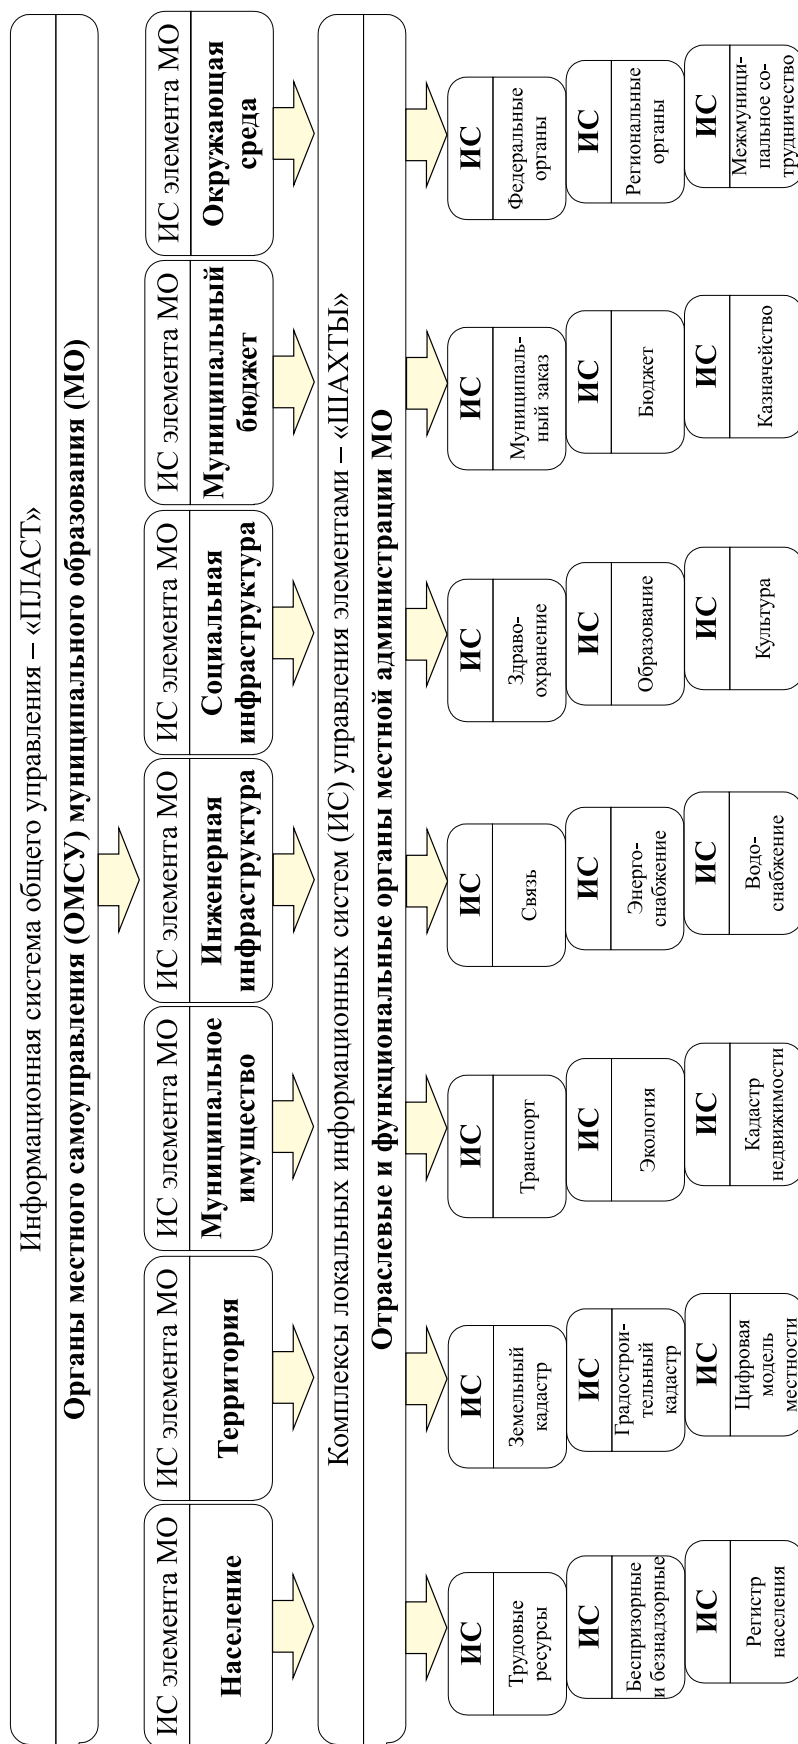 Информационная система общего управления – «ПЛАСТ»
Органы местного самоуправления (ОМСУ) муниципального образования (МО)
ИС элемента МО
Население
ИС элемента МО
Территория
ИС элемента МО
Муниципальное
имущество
ИС элемента МО
Инженерная
инфраструктура
ИС элемента МО
Социальная
инфраструктура
ИС элемента МО
Муниципальный
бюджет
ИС элемента МО
Окружающая
среда
Комплексы локальных информационных систем (ИС) управления элементами – «ШАХТЫ»
Отраслевые и функциональные органы местной администрации МО
ИС
Трудовые
ресурсы
ИС
Беспризорные
и безнадзорные
ИС
Регистр
населения
ИС
Земельный
кадастр
ИС
Градострои-
тельный
кадастр
ИС
Цифровая
модель
местности
ИС
Транспорт
ИС
Экология
ИС
Кадастр
недвижимости
ИС
Связь
ИС
Энерго-
снабжение
ИС
Водо-
снабжение
ИС
Здраво-
охранение
ИС
Образование
ИС
Культура
ИС
Муниципаль-
ный заказ
ИС
Бюджет
ИС
Казначейство
ИС
Федеральные
органы
ИС
Региональные
органы
ИС
Межмуници-
пальное со-
трудничество